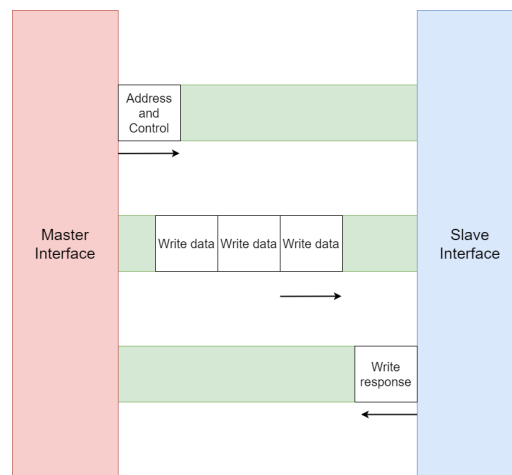 Address
and
Control
Master
Interface
Write data
Write data
Write data
Slave
Interface
Write
response